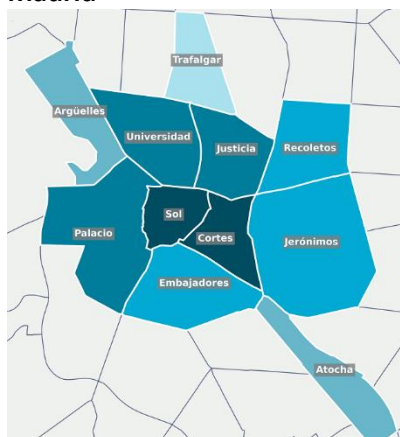 Trafalgar
Argüelles
Universidad
Justicia
Recoletos
Sol
Palacio
Cortes
Jerónimos
Embajadores
Atocha